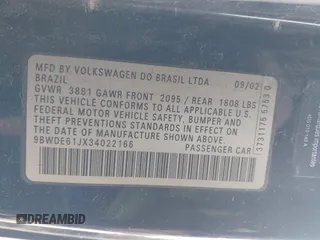 MFD BY VOLKSWAGEN DO BRASIL LTDA.
BRAZIL 09/02
GVWR 3881 GAWR FRONT 2095 / REAR 1808 LBS
THIS VEHICLE CONFORMS TO ALL APPLICABLE U.S.
FEDERAL MOTOR VEHICLE SAFETY, BUMPER AND
THEFT PREVENTION STANDARDS IN EFFECT ON THE
DATE OF MANUFACTURE SHOWN ABOVE.
9BWDE61JX34022166
PASSENGER CAR